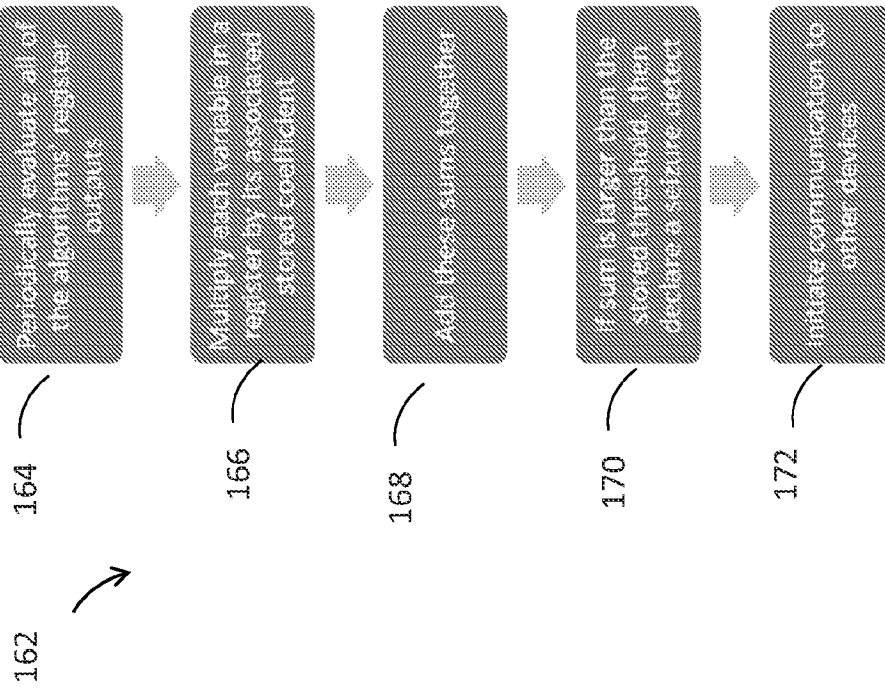 162
164
Periodically evaluate all of
the algorithms' register
outputs
166
Multiply each variable in a
register by its associated
stored coefficient
168
Add these sums together
170
If sum is larger then the
Stored threshold, then
declare a seizure detect
172
Initiate communication to
other devices